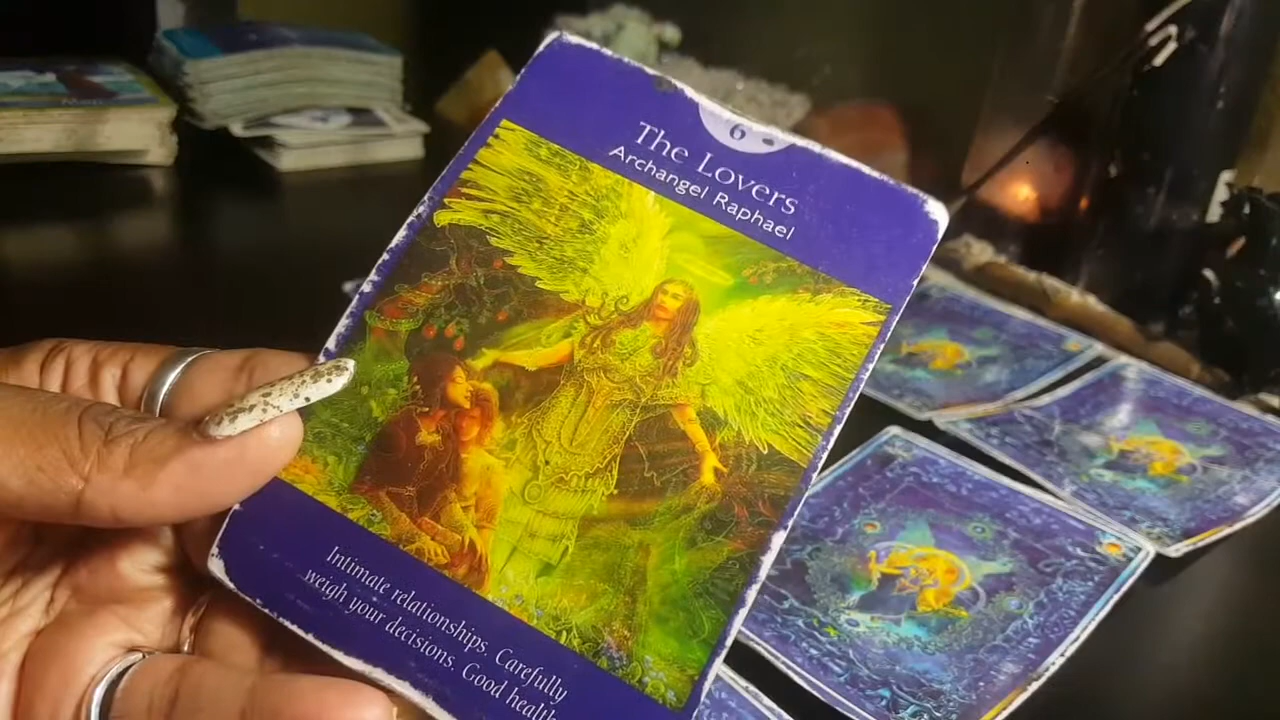 6
The Lovers
Archangel Raphael
Intimate relationships. Carefully
weigh your decisions. Good health